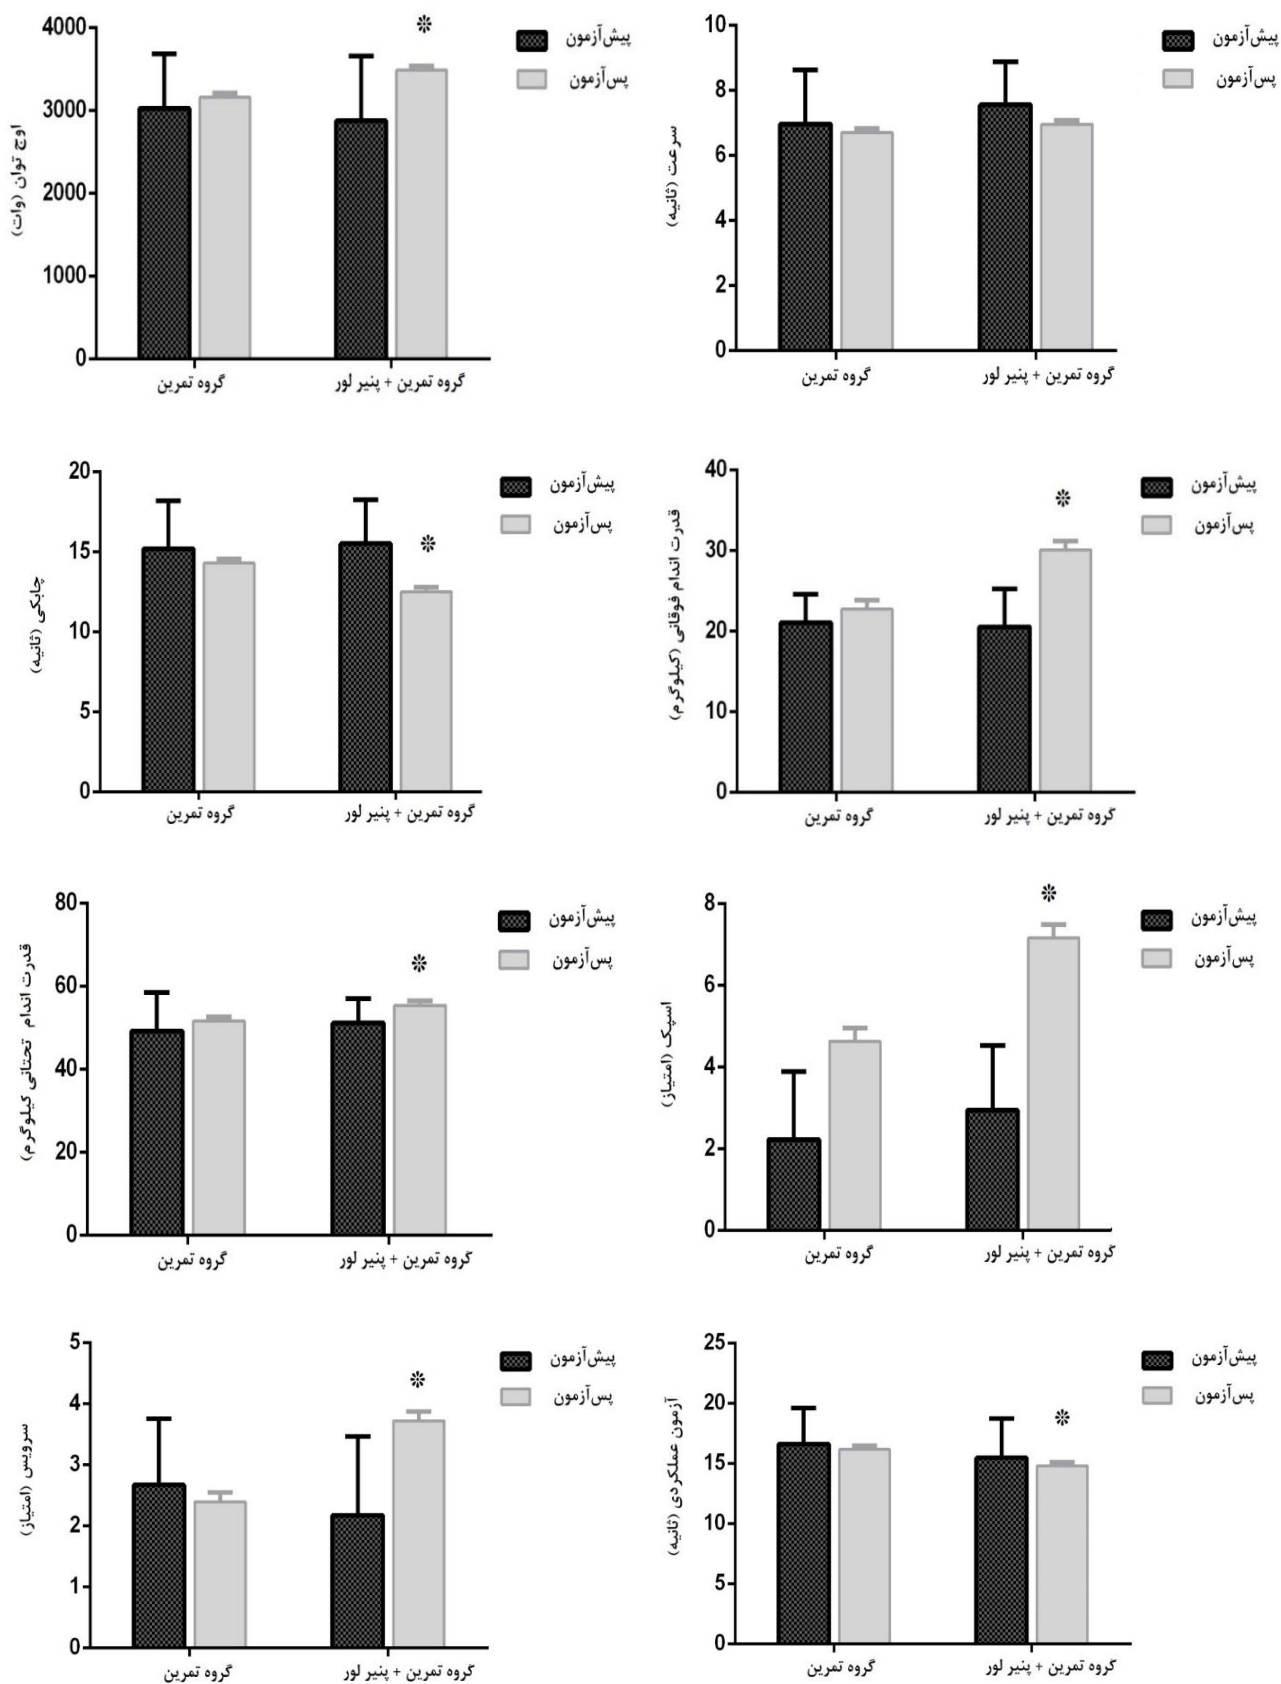 4000
3000
2000
1000
0
اوج توان (وات)
❊
پیش‌آزمون
پس‌آزمون
گروه تمرین
گروه تمرین + پنیر لور
10
8
6
4
2
0
سرعت (ثانیه)
پیش‌آزمون
پس‌آزمون
گروه تمرین
گروه تمرین + پنیر لور
20
15
10
5
0
چابکی (ثانیه)
❊
پیش‌آزمون
پس‌آزمون
گروه تمرین
گروه تمرین + پنیر لور
40
30
20
10
0
قدرت اندام فوقانی (کیلوگرم)
❊
پیش‌آزمون
پس‌آزمون
گروه تمرین
گروه تمرین + پنیر لور
80
60
40
20
0
قدرت اندام تحتانی کیلوگرم)
❊
پیش‌آزمون
پس‌آزمون
گروه تمرین
گروه تمرین + پنیر لور
8
6
4
2
0
اسپک (امتیاز)
❊
پیش‌آزمون
پس‌آزمون
گروه تمرین
گروه تمرین + پنیر لور
5
4
3
2
1
0
سرویس (امتیاز)
❊
پیش‌آزمون
پس‌آزمون
گروه تمرین
گروه تمرین + پنیر لور
25
20
15
10
5
0
آزمون عملکردی (ثانیه)
❊
پیش‌آزمون
پس‌آزمون
گروه تمرین
گروه تمرین + پنیر لور